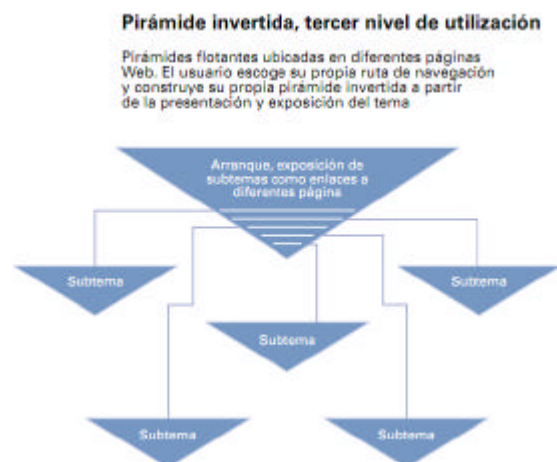 Pirámide invertida, tercer nivel de utilización
Pirámides flotantes ubicadas en diferentes páginas
Web. El usuario escoge su propia ruta de navegación
y construye su propia pirámide invertida a partir
de la presentación y exposición del tema
Arranque, exposición de
subtemas como enlaces a
diferentes página
Subtema
Subtema
Subtema
Subtema
Subtema